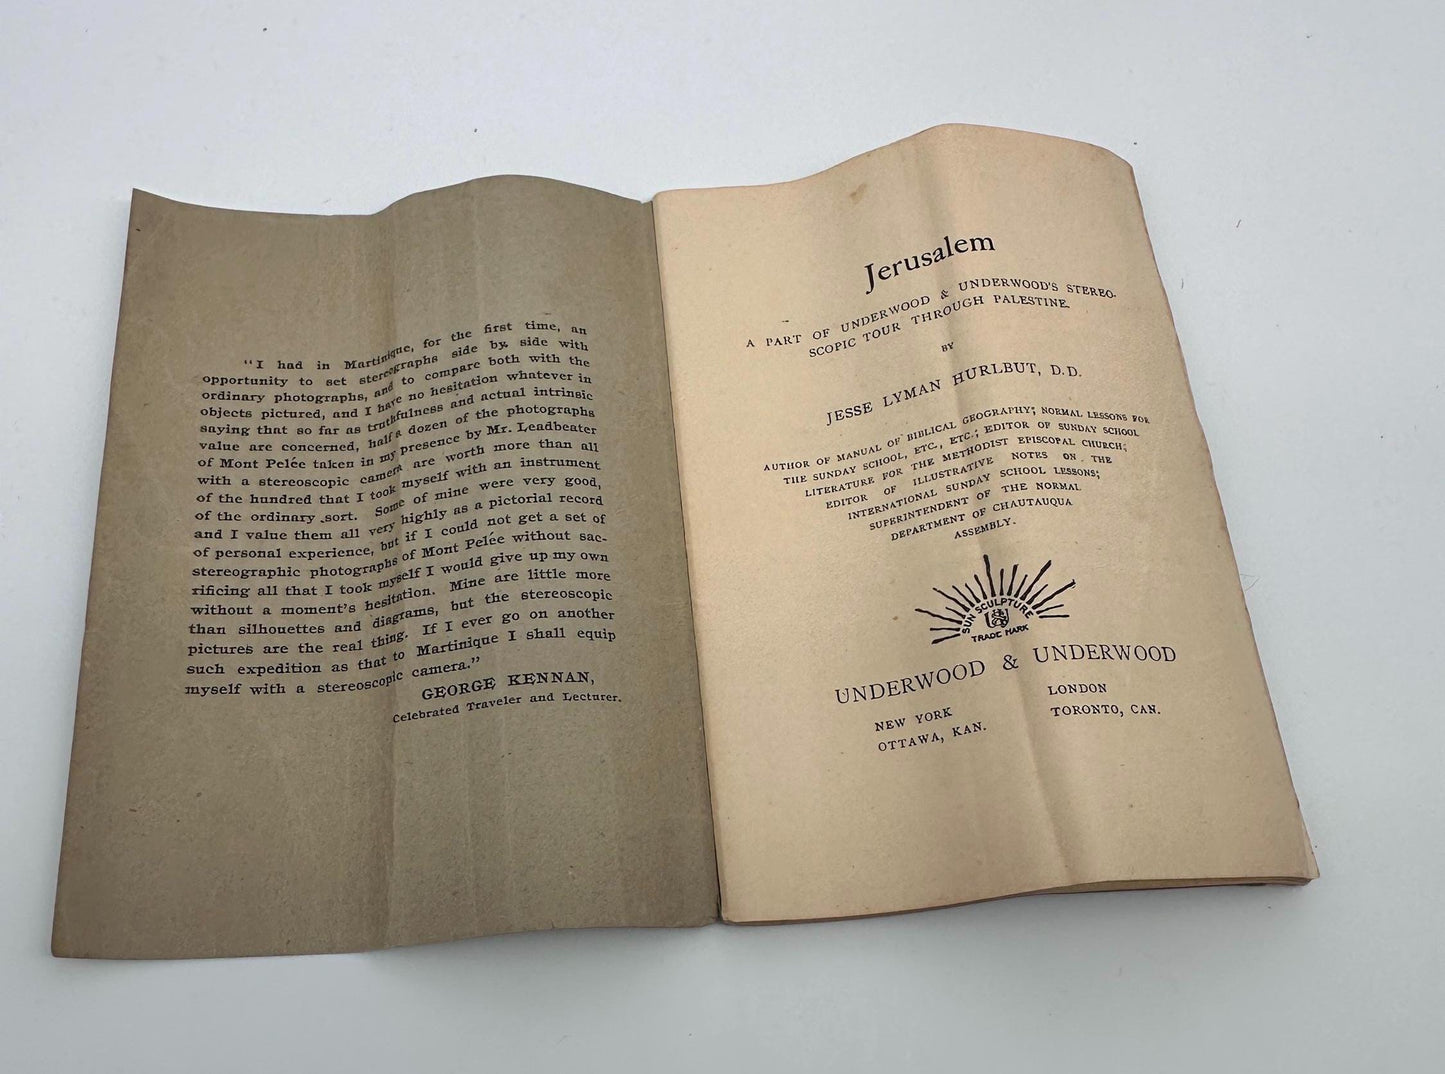 “I had in Martinique, for the first time, an
opportunity to set stereographs side by side with
ordinary photographs, and to compare both with the
objects pictured, and I have no hesitation whatever in
saying that so far as truthfulness and actual intrinsic
value are concerned, half a dozen of the photographs
of Mont Pelée taken in my presence by Mr. Leadbeater
with a stereoscopic camera are worth more than all
of the hundred that I took myself with an instrument
of the ordinary sort. Some of mine were very good,
and I value them all very highly as a pictorial record
of personal experience, but if I could not get a set of
stereographic photographs of Mont Pelée without sac-
rificing all that I took myself I would give up my own
without a moment's hesitation. Mine are little more
than silhouettes and diagrams, but the stereoscopic
pictures are the real thing. If I ever go on another
such expedition as that to Martinique I shall equip
myself with a stereoscopic camera.”
GEORGE KENNAN,
Celebrated Traveler and Lecturer.
Jerusalem
A PART OF UNDERWOOD & UNDERWOOD'S STEREO-
SCOPIC TOUR THROUGH PALESTINE.
BY
JESSE LYMAN HURLBUT, D.D.
AUTHOR OF MANUAL OF BIBLICAL GEOGRAPHY; NORMAL LESSONS FOR
THE SUNDAY SCHOOL, ETC., ETC.; EDITOR OF SUNDAY SCHOOL
LITERATURE FOR THE METHODIST EPISCOPAL CHURCH;
EDITOR OF ILLUSTRATIVE NOTES ON THE
INTERNATIONAL SUNDAY SCHOOL LESSONS;
SUPERINTENDENT OF THE NORMAL
DEPARTMENT OF CHAUTAUQUA
ASSEMBLY.
SUN SCULPTURE
TRADE MARK
UNDERWOOD & UNDERWOOD
NEW YORK LONDON
OTTAWA, KAN. TORONTO, CAN.